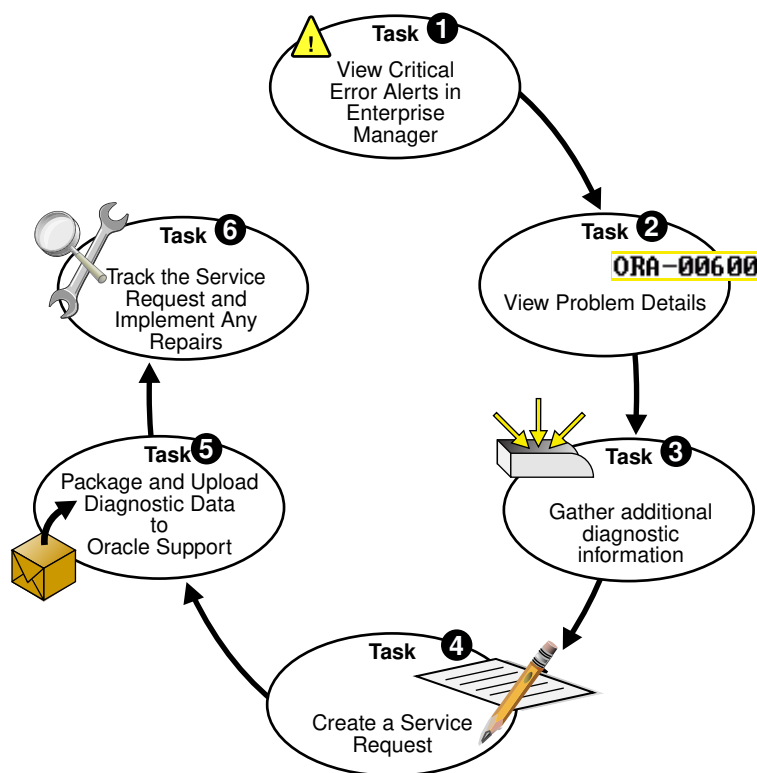 Task 1
View Critical
Error Alerts in
Enterprise
Manager
Task 2
ORA-00600
View Problem Details
Task 3
Gather additional
diagnostic
information
Task 4
Create a Service
Request
Task 5
Package and Upload
Diagnostic Data
to
Oracle Support
Task 6
Track the Service
Request and
Implement Any
Repairs